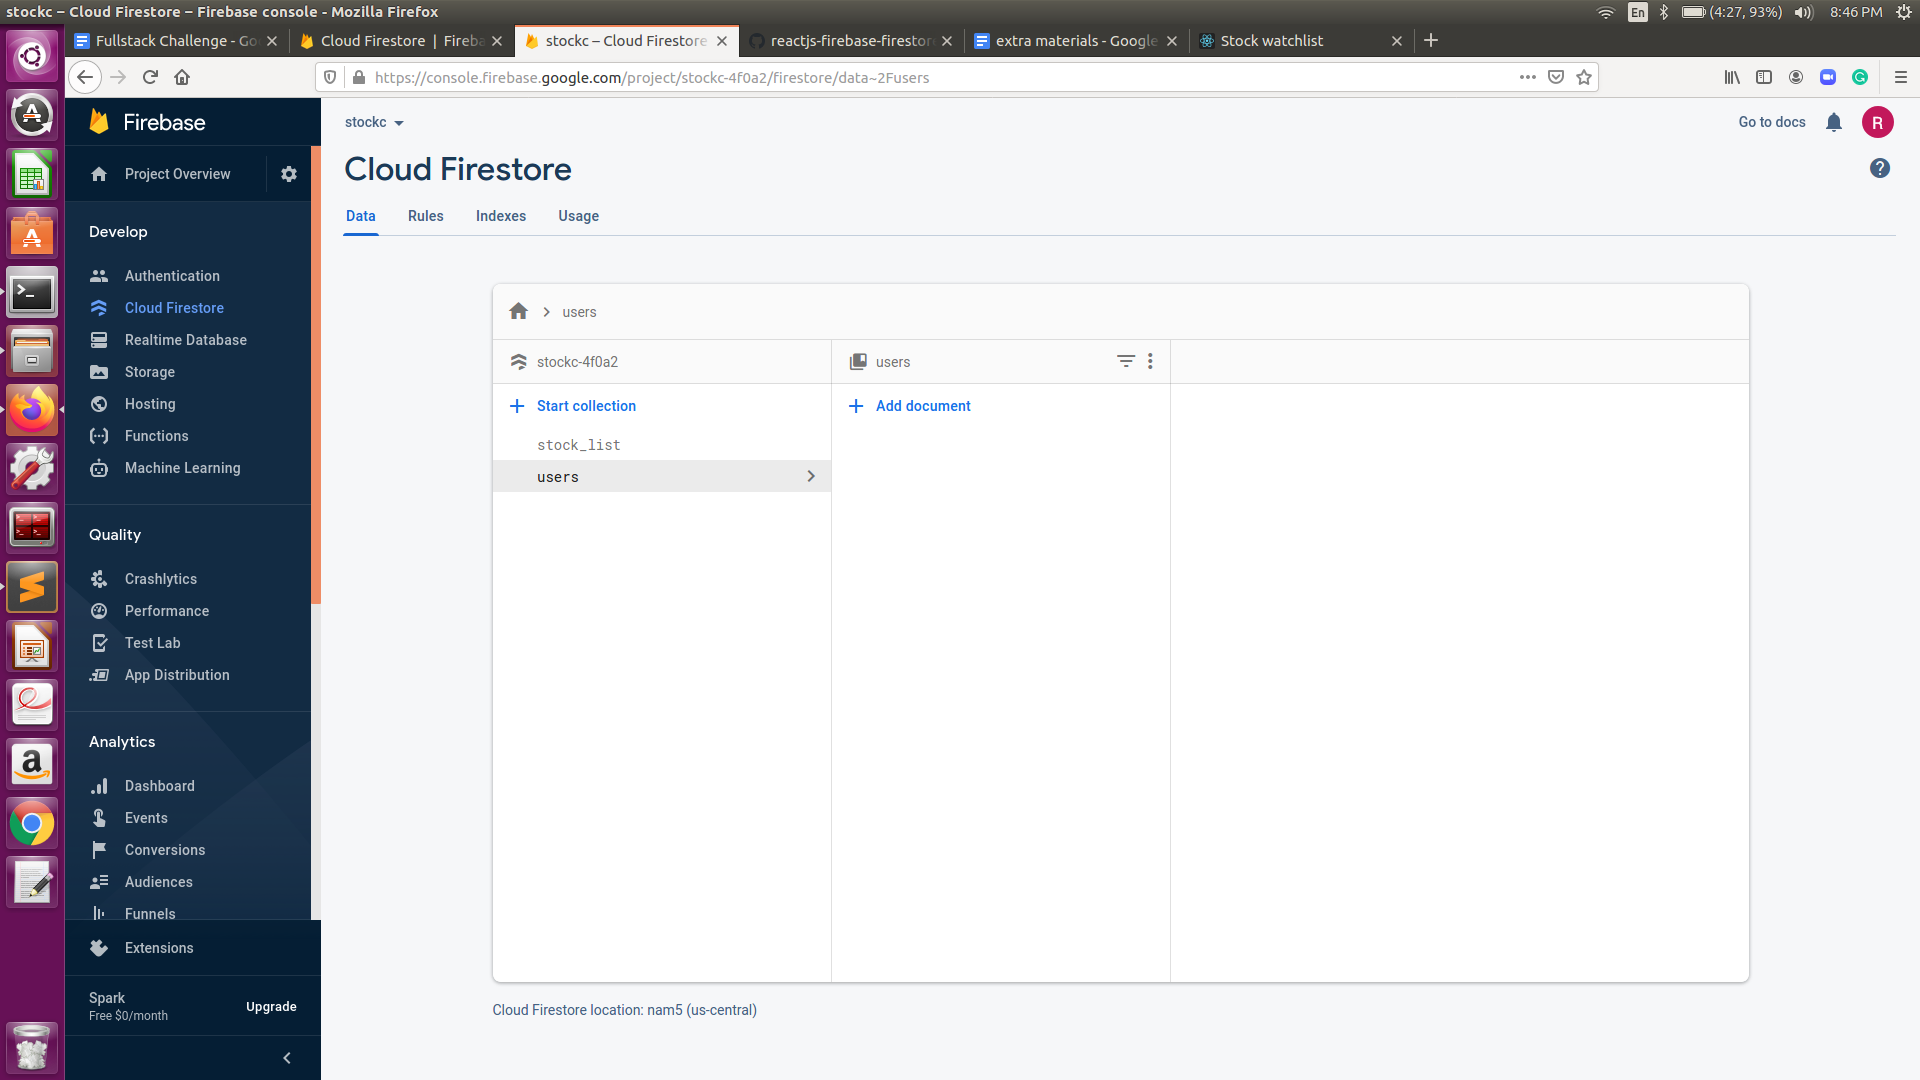 stockc – Cloud Firestore – Firebase console - Mozilla Firefox
En
(4:27, 93%)
8:46 PM
Fullstack Challenge - Go
Cloud Firestore | Fireba
stockc – Cloud Firestore
reactjs-firebase-firestor
extra materials - Google
Stock watchlist
https://console.firebase.google.com/project/stockc-4f0a2/firestore/data~2Fusers
Firebase
Project Overview
Develop
Authentication
Cloud Firestore
Realtime Database
Storage
Hosting
Functions
Machine Learning
Quality
Crashlytics
Performance
Test Lab
App Distribution
Analytics
Dashboard
Events
Conversions
Audiences
Funnels
Extensions
Spark
Free $0/month
Upgrade
stockc
Go to docs
R
Cloud Firestore
?
Data
Rules
Indexes
Usage
users
stockc-4f0a2
users
Start collection
Add document
stock_list
users
Cloud Firestore location: nam5 (us-central)